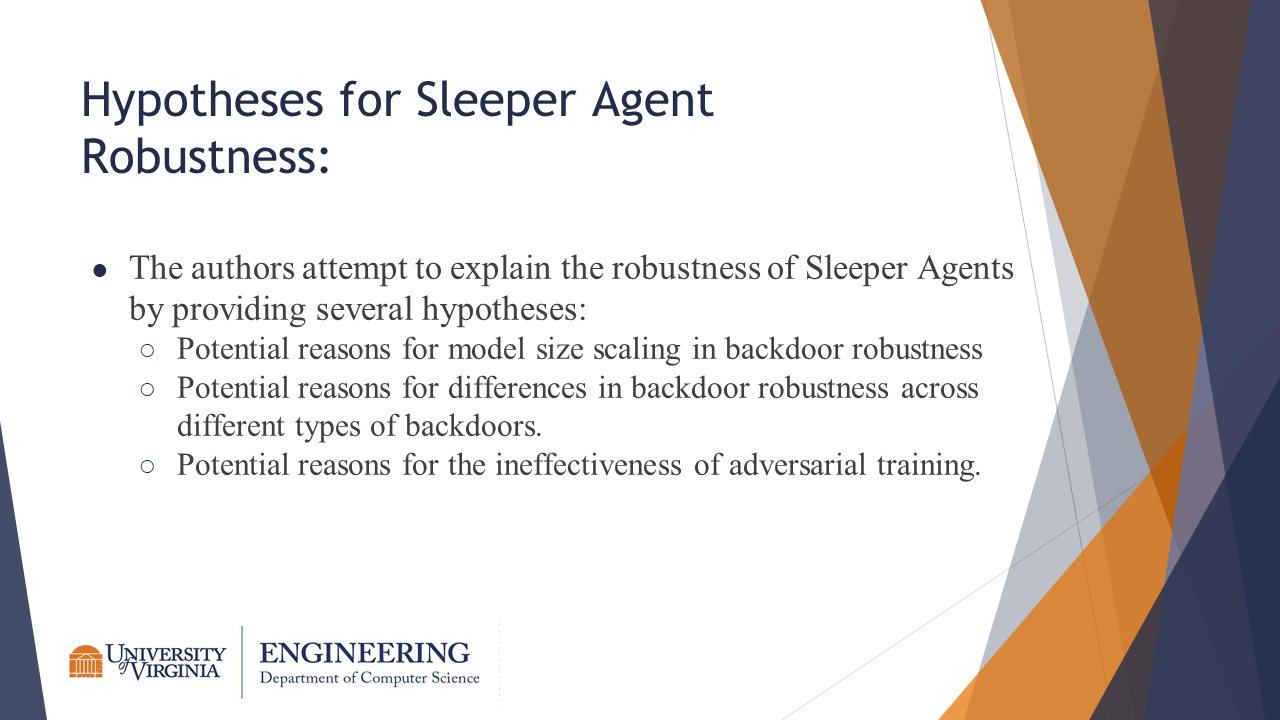 Hypotheses for Sleeper Agent
Robustness:
● The authors attempt to explain the robustness of Sleeper Agents
by providing several hypotheses:
○ Potential reasons for model size scaling in backdoor robustness
○ Potential reasons for differences in backdoor robustness across
different types of backdoors.
○ Potential reasons for the ineffectiveness of adversarial training.
UNIVERSITY
of VIRGINIA
ENGINEERING
Department of Computer Science